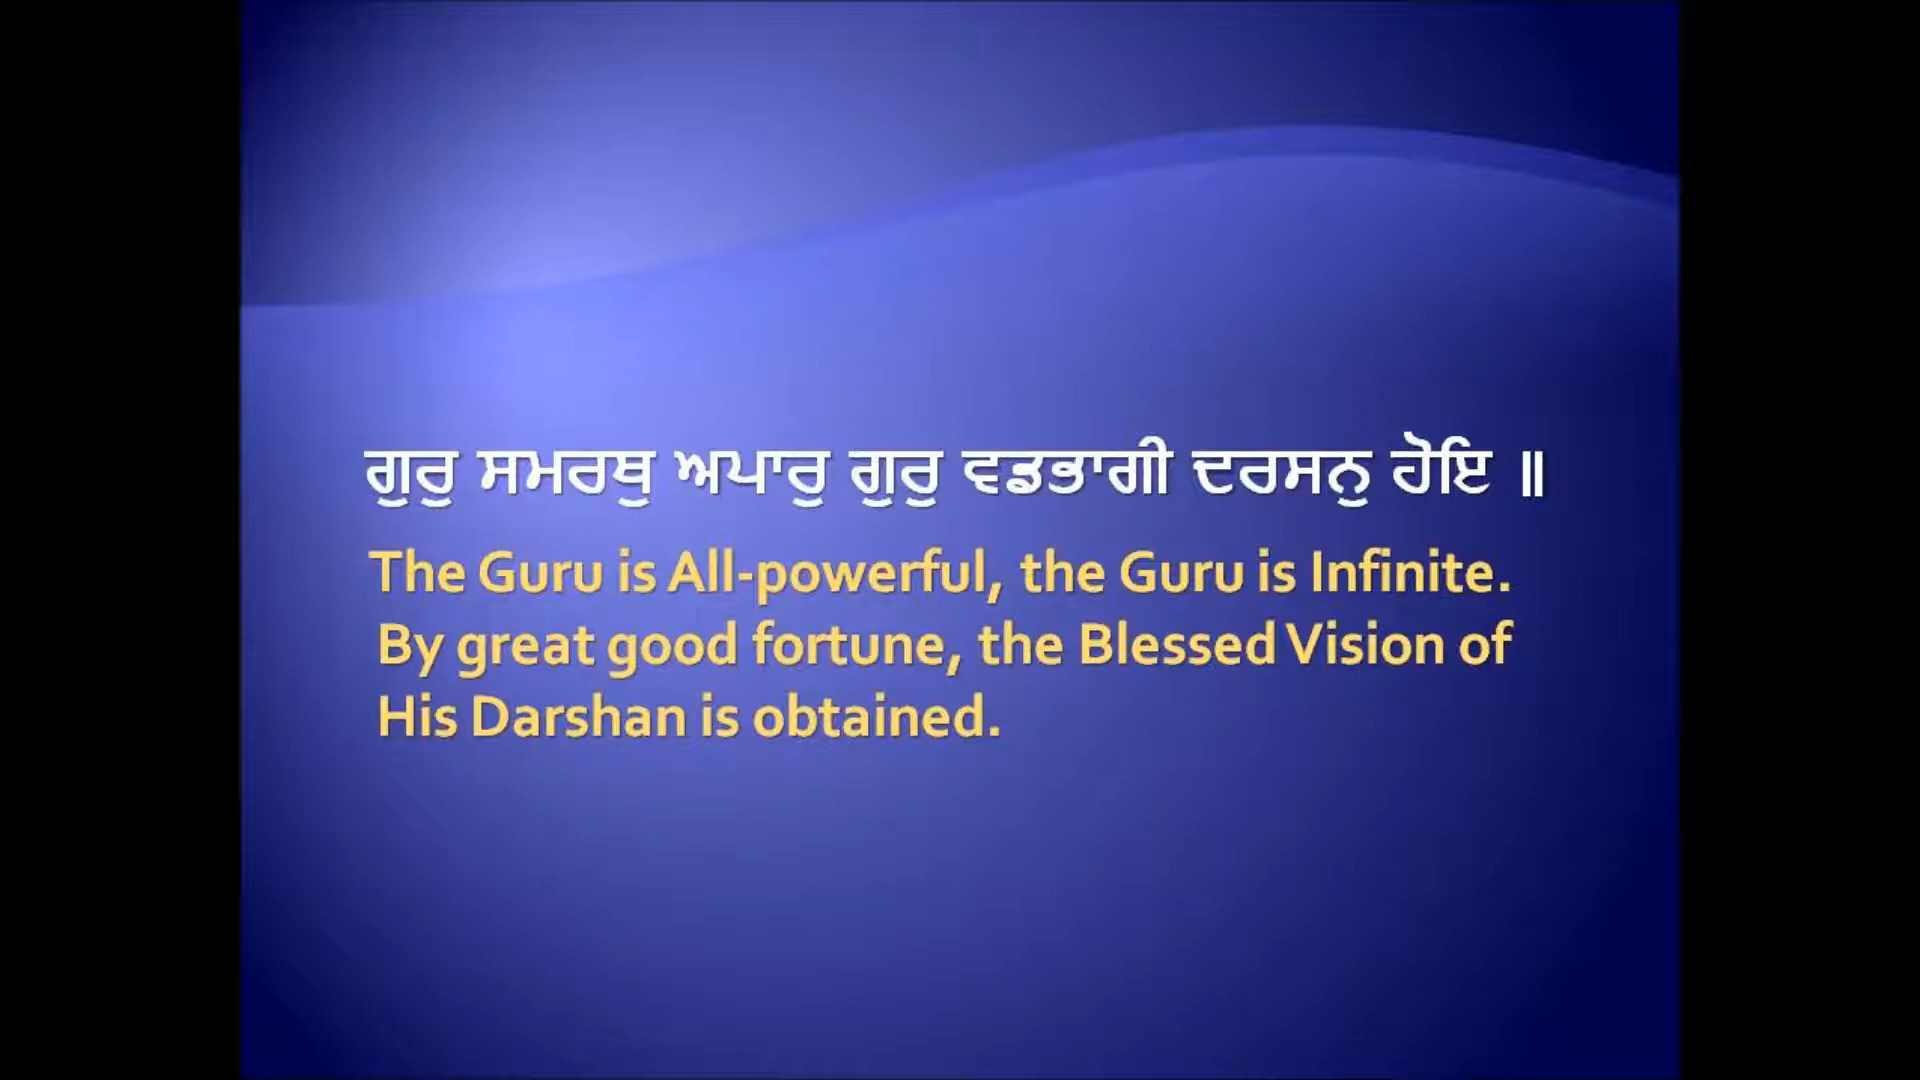 ਗੁਰੁ ਸਮਰਥੁ ਅਪਾਰੁ ਗੁਰੁ ਵਡਭਾਗੀ ਦਰਸਨੁ ਹੋਇ ॥
The Guru is All-powerful, the Guru is Infinite.
By great good fortune, the Blessed Vision of
His Darshan is obtained.